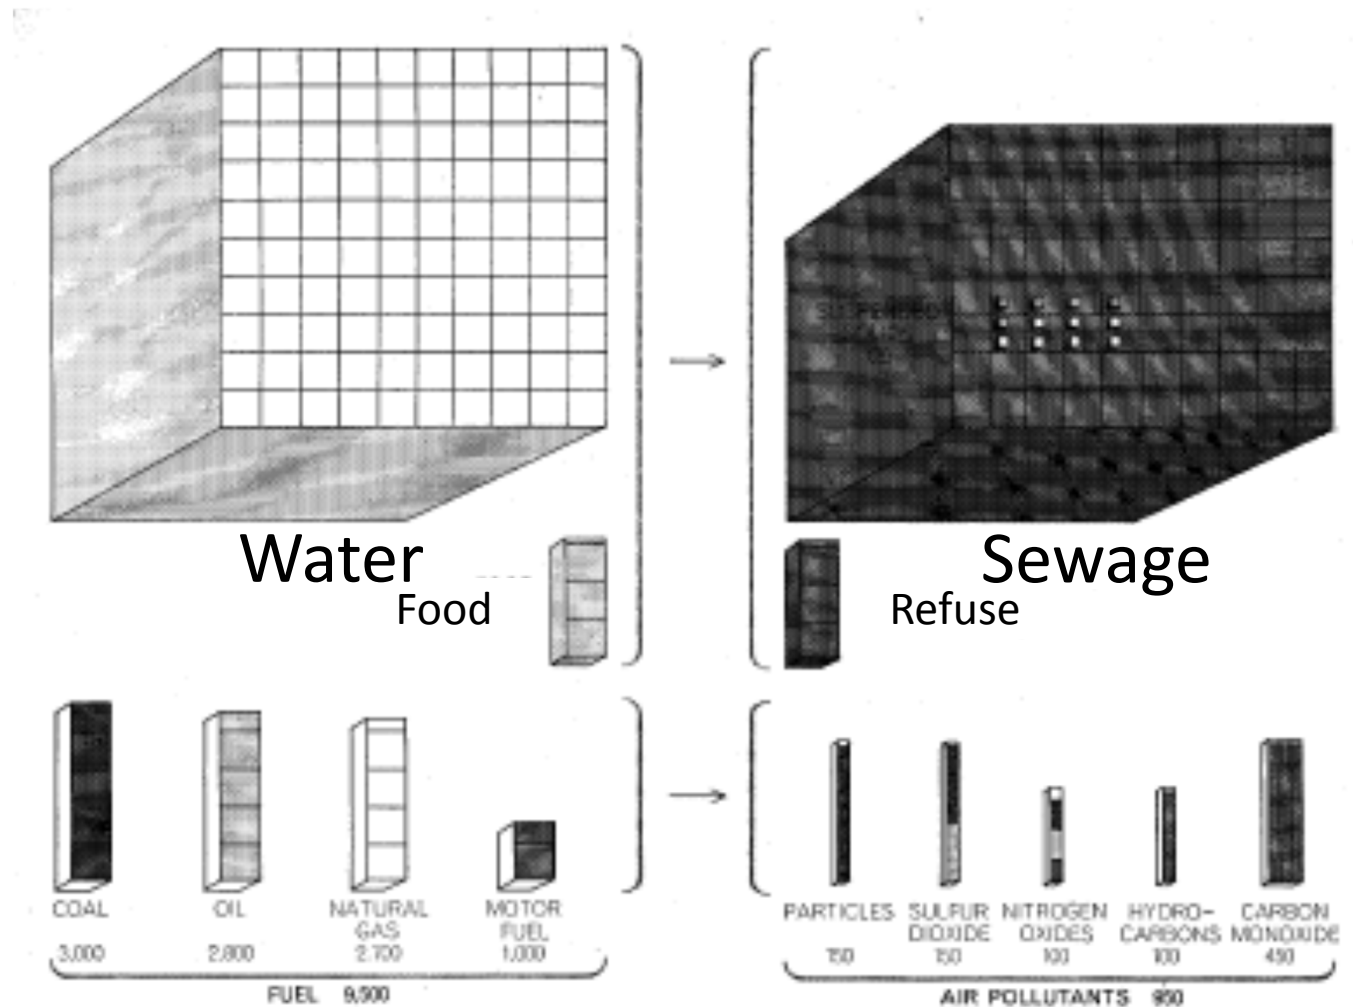 Water
Food
Sewage
Refuse
COAL
3,000
OIL
2,800
NATURAL
GAS
2,700
MOTOR
FUEL
1,000
FUEL 9,500
PARTICLES
150
SULFUR
DIOXIDE
150
NITROGEN
OXIDES
100
HYDRO-
CARBONS
100
CARBON
MONOXIDE
450
AIR POLLUTANTS 950